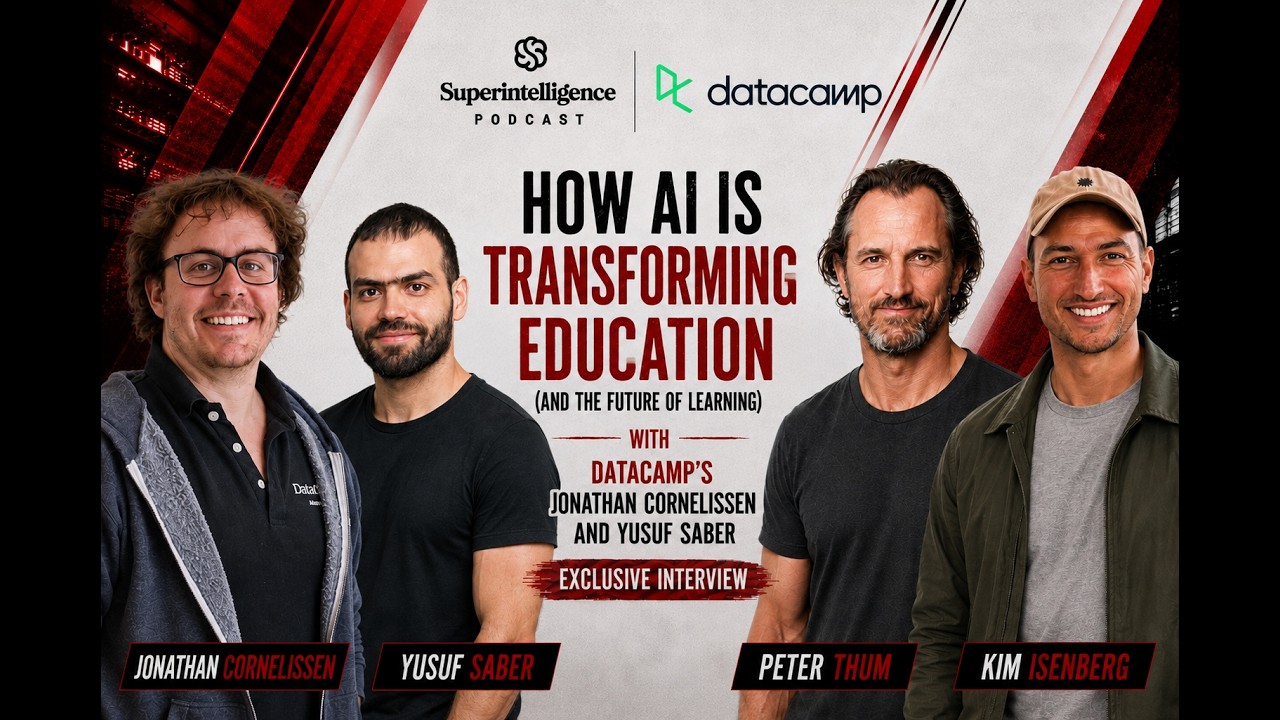 Superintelligence
PODCAST
datacamp
HOW AI IS
TRANSFORMING
EDUCATION
(AND THE FUTURE OF LEARNING)
WITH
DATACAMP'S
JONATHAN CORNELISSEN
AND YUSUF SABER
EXCLUSIVE INTERVIEW
JONATHAN CORNELISSEN
YUSUF SABER
PETER THUM
KIM ISENBERG